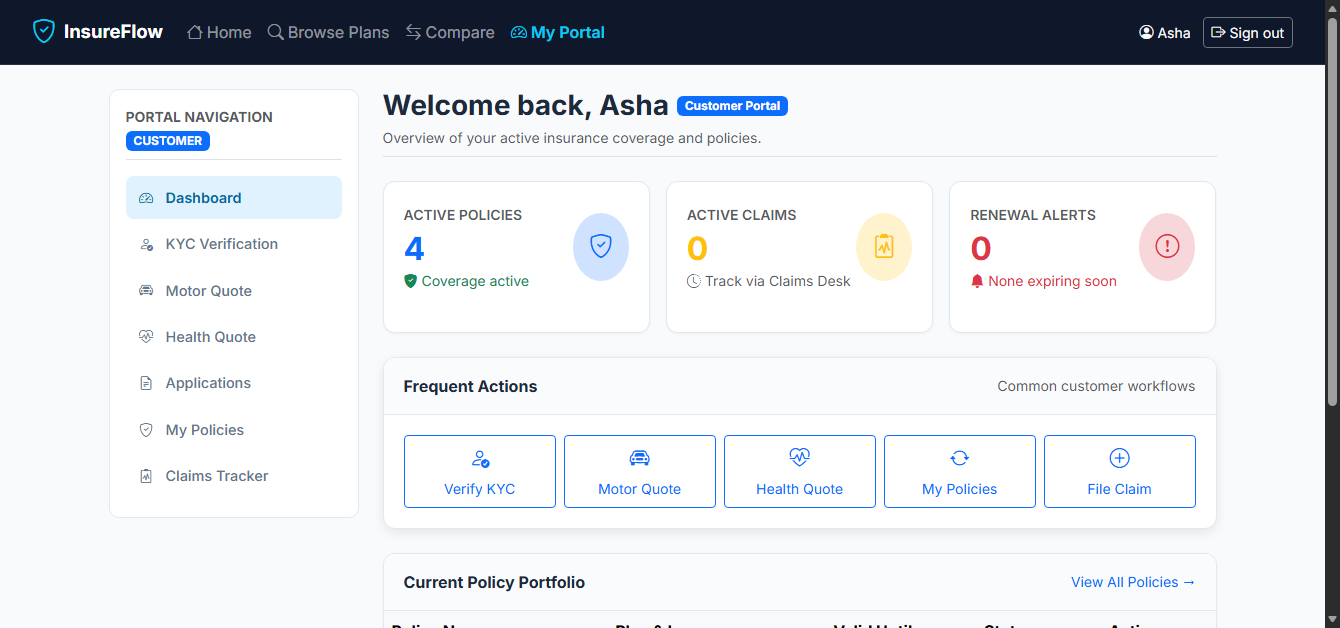 InsureFlow Home Browse Plans Compare My Portal Asha Sign out
PORTAL NAVIGATION
CUSTOMER
Dashboard
KYC Verification
Motor Quote
Health Quote
Applications
My Policies
Claims Tracker
Welcome back, Asha Customer Portal
Overview of your active insurance coverage and policies.
ACTIVE POLICIES
4
Coverage active
ACTIVE CLAIMS
0
Track via Claims Desk
RENEWAL ALERTS
0
None expiring soon
Frequent Actions Common customer workflows
Verify KYC Motor Quote Health Quote My Policies File Claim
Current Policy Portfolio View All Policies →